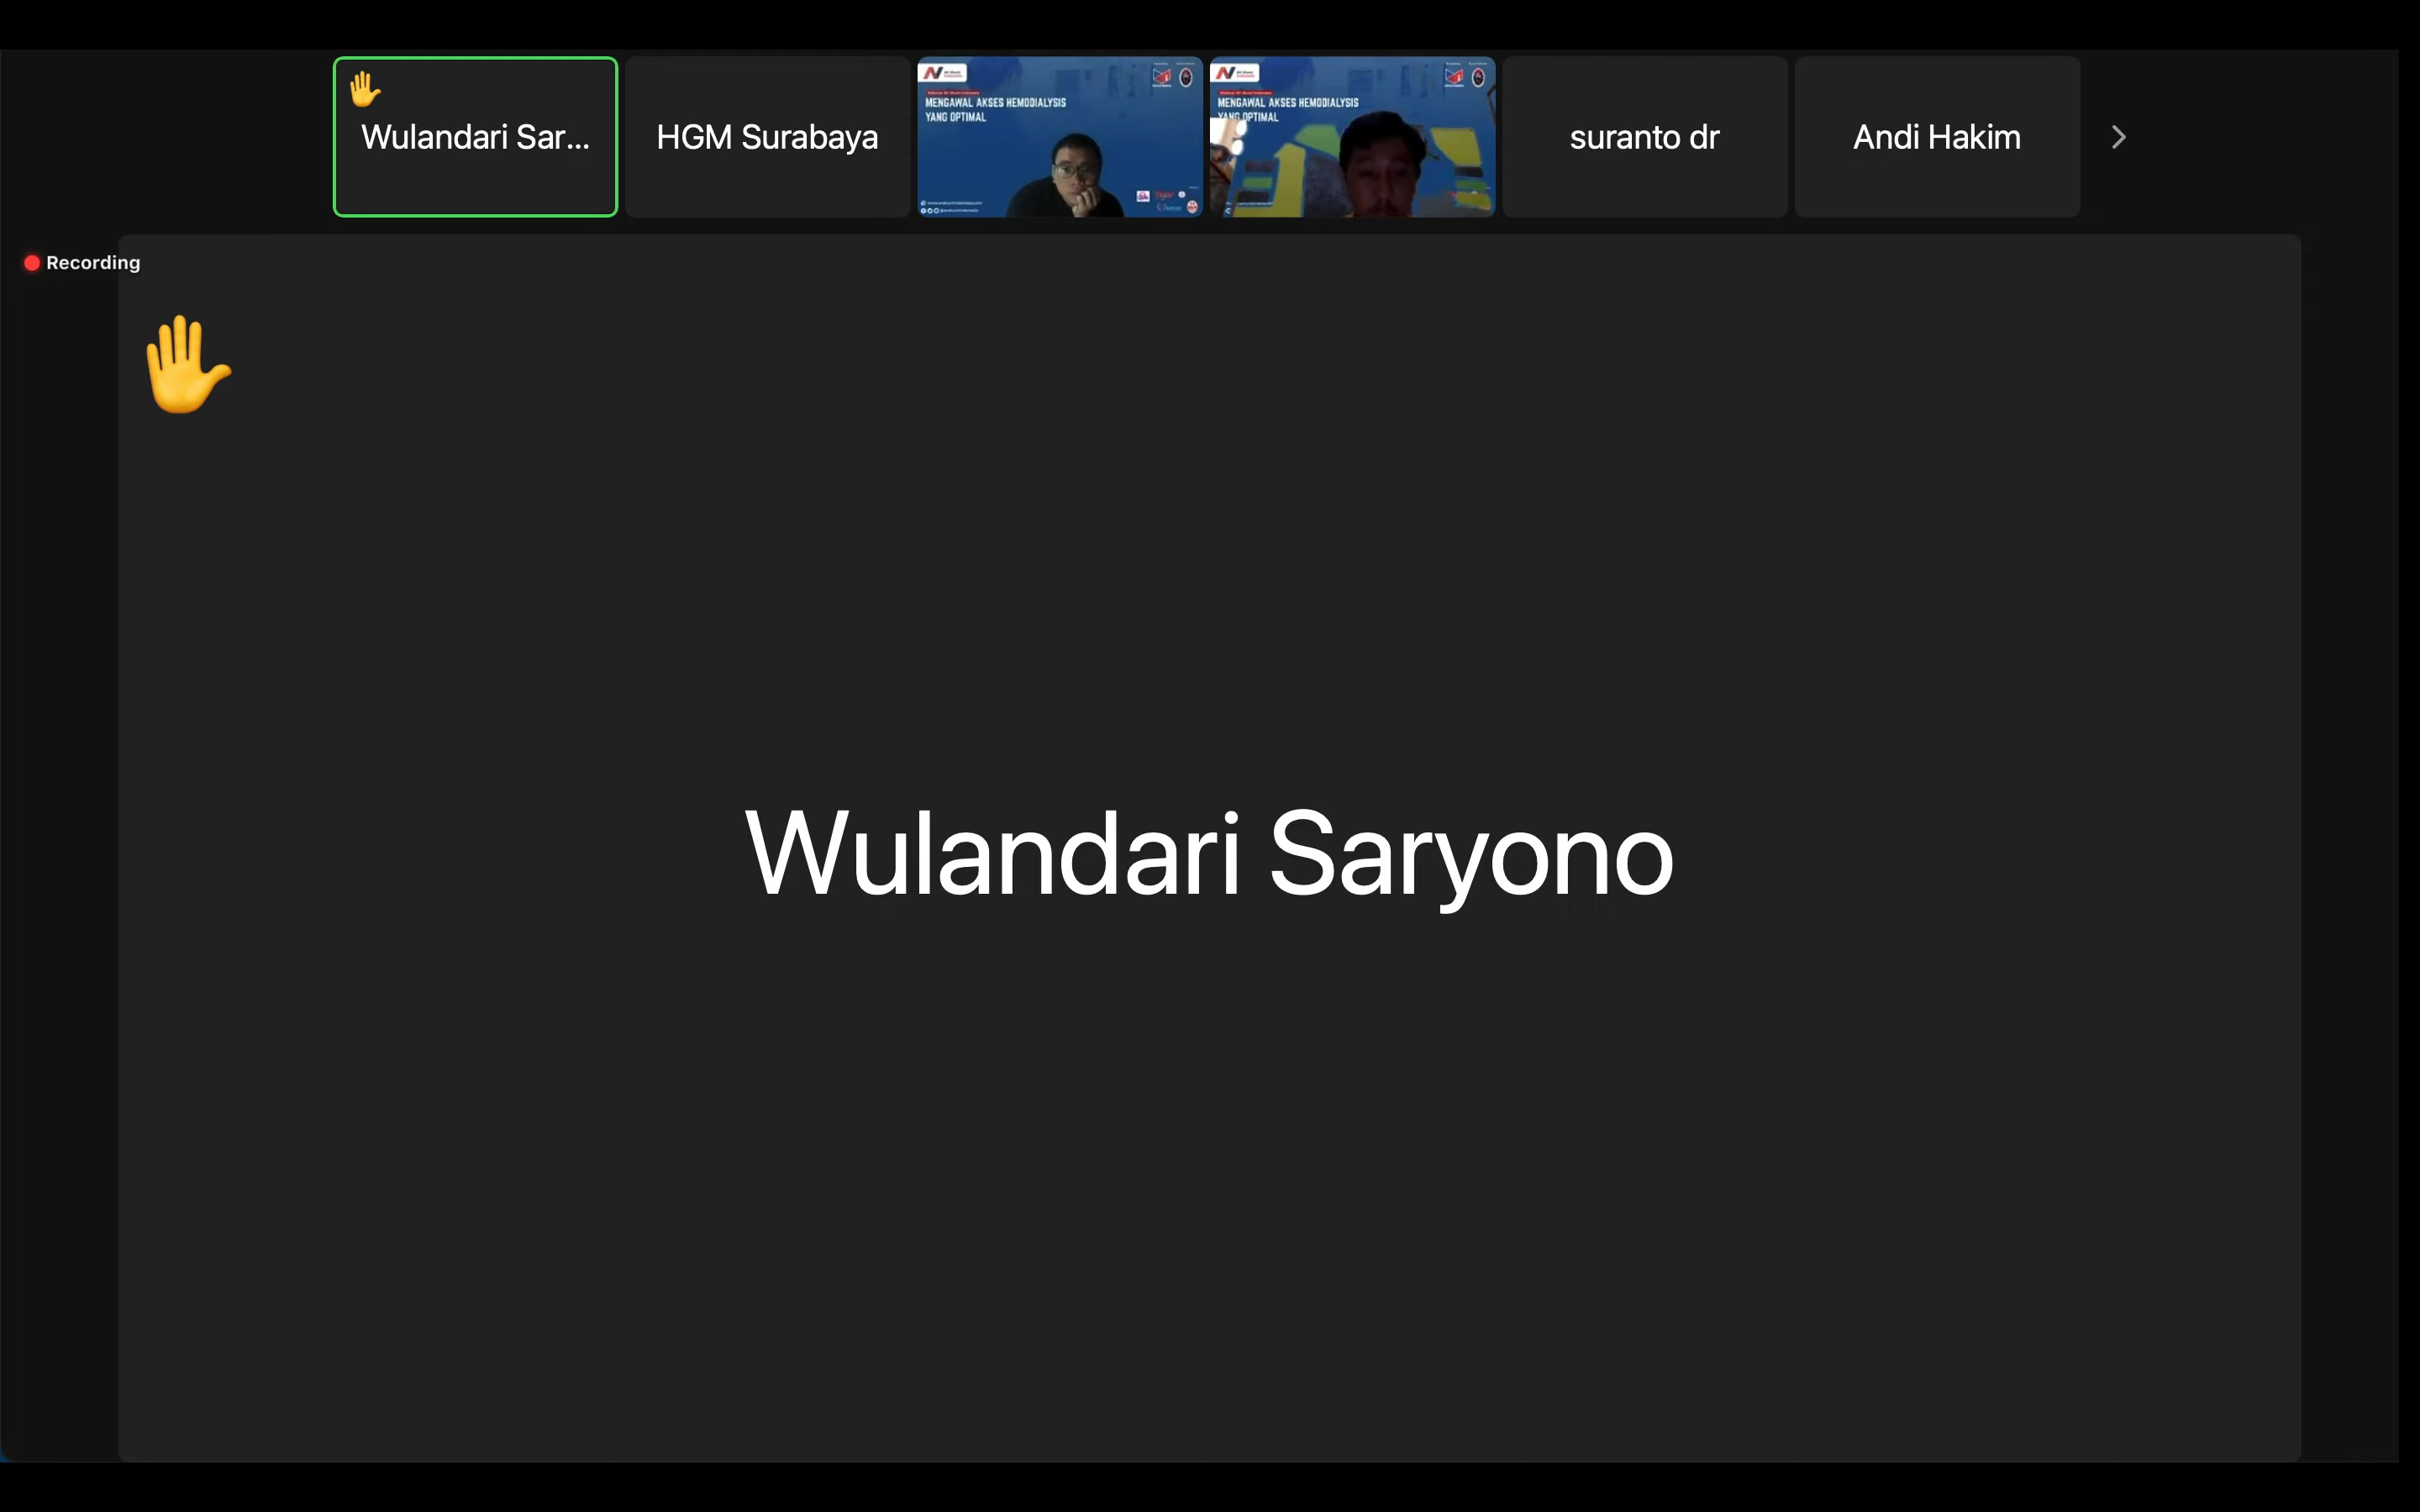 Wulandari Sar...
HGM Surabaya
MENGAWAL AKSES HEMODIALYSIS
YANG OPTIMAL
MENGAWAL AKSES HEMODIALYSIS
YANG OPTIMAL
suranto dr
Andi Hakim
Recording
Wulandari Saryono